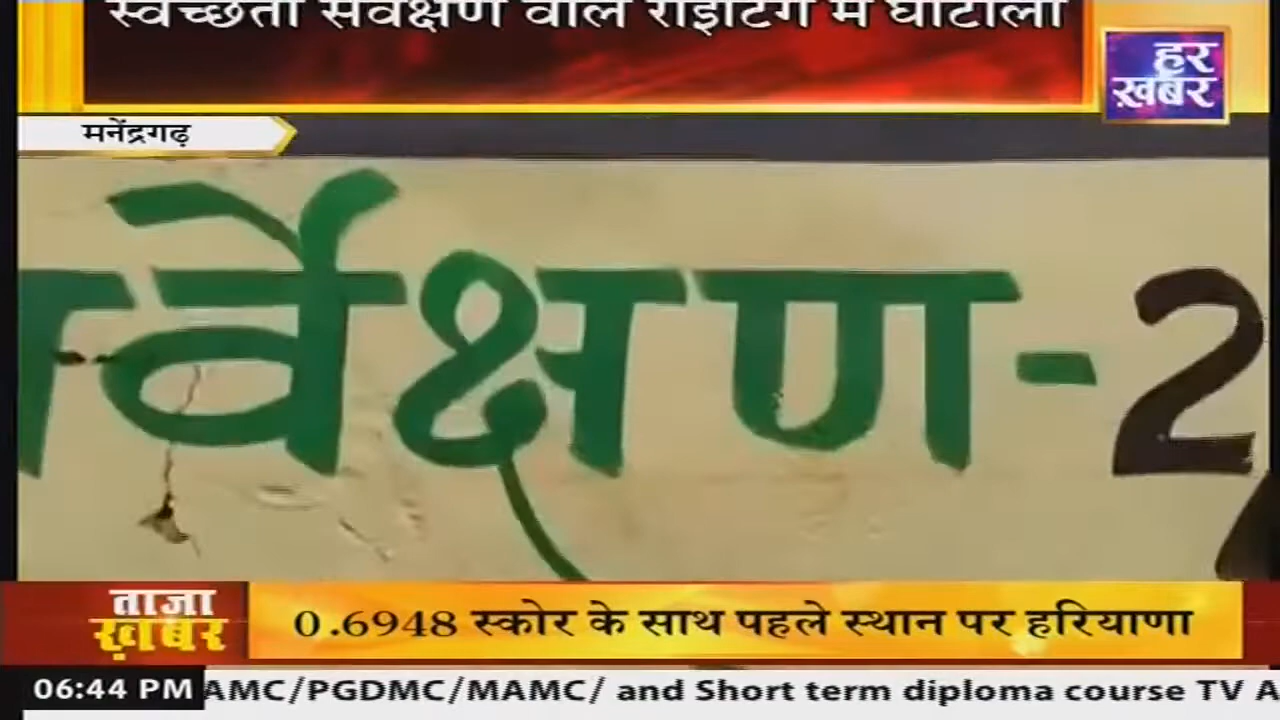 स्वच्छता सर्वेक्षण वॉल राइटिंग में घोटाला
हर
ख़बर
मनेंद्रगढ़
र्वेक्षण-2
ताजा
ख़बर
0.6948 स्कोर के साथ पहले स्थान पर हरियाणा
06:44 PM
AMC/PGDMC/MAMC/ and Short term diploma course TV A